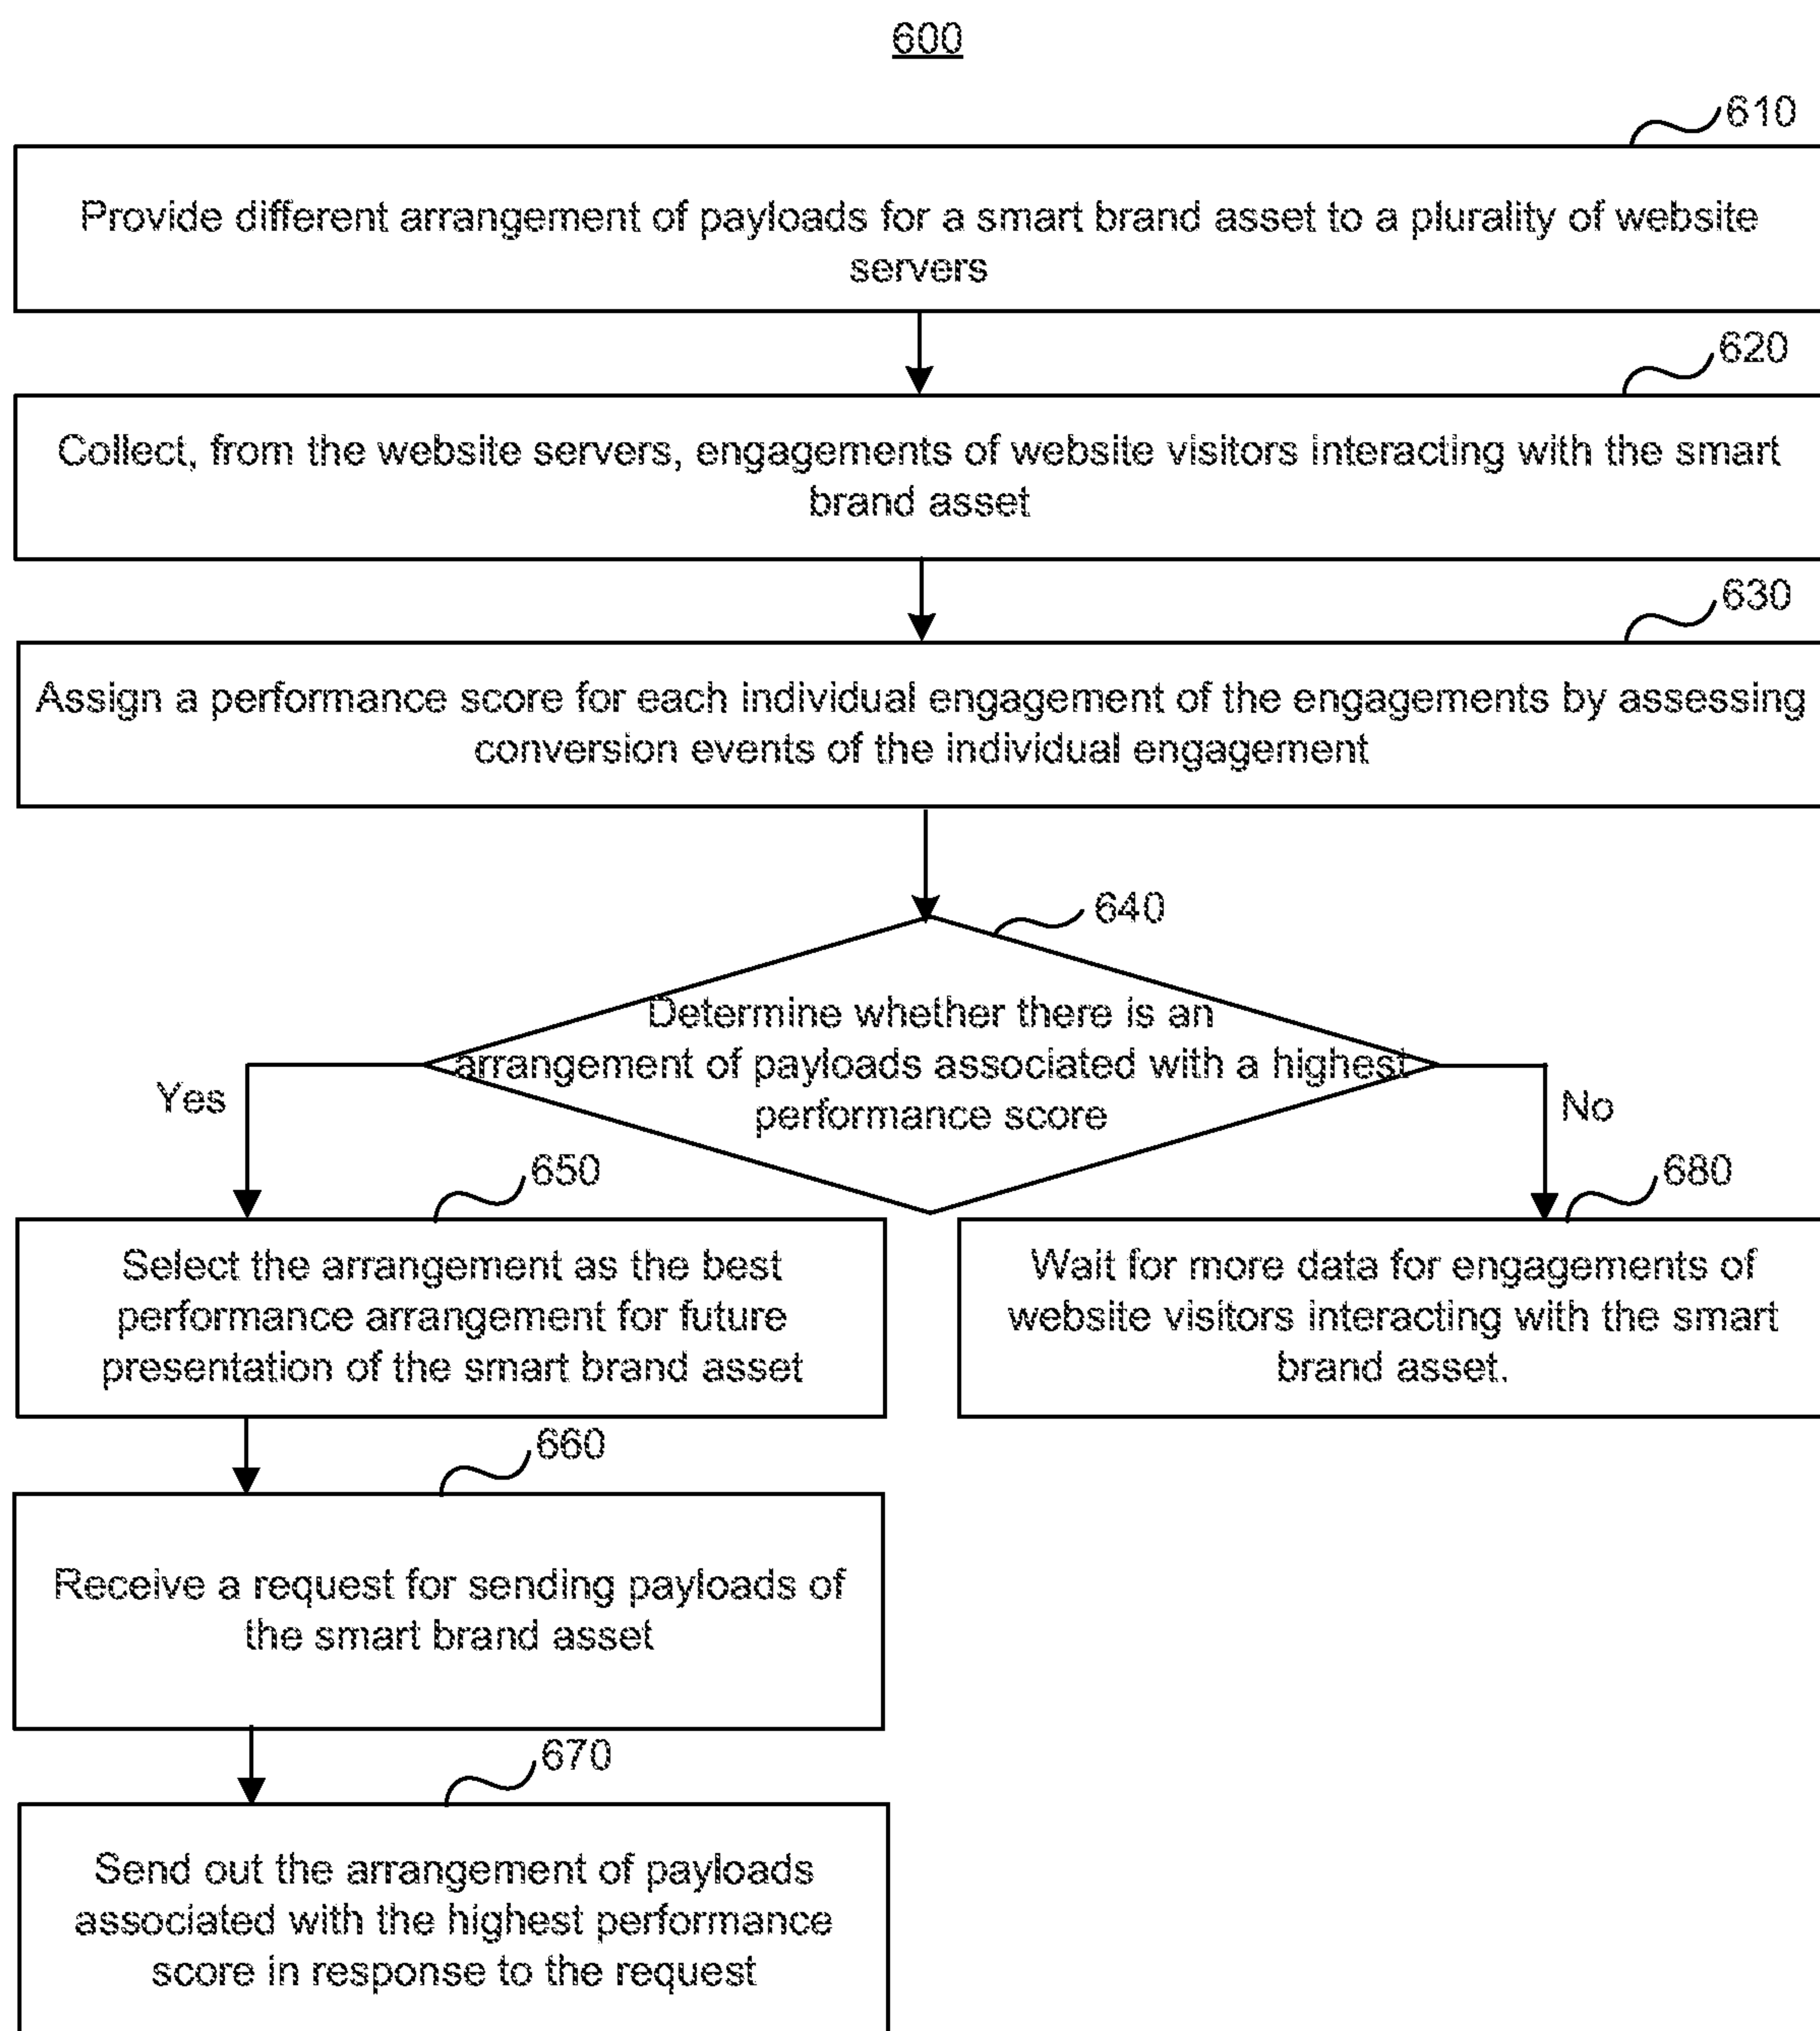 600
610
Provide different arrangement of payloads for a smart brand asset to a plurality of website
servers
620
Collect, from the website servers, engagements of website visitors interacting with the smart
brand asset
630
Assign a performance score for each individual engagement of the engagements by assessing
conversion events of the individual engagement
640
Determine whether there is an
arrangement of payloads associated with a highest
performance score
Yes
No
650
Select the arrangement as the best
performance arrangement for future
presentation of the smart brand asset
680
Wait for more data for engagements of
website visitors interacting with the smart
brand asset.
660
Receive a request for sending payloads of
the smart brand asset
670
Send out the arrangement of payloads
associated with the highest performance
score in response to the request